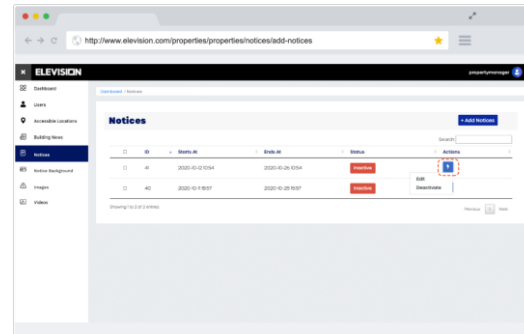 http://www.elevision.com/properties/properties/notices/add-notices
ELEVISION
propertymanager
Dashboard
Dashboard / Notices
Users
Accessible Locations
Notices
+ Add Notices
Building News
Search:
Notices
ID Starts At Ends At Status Actions
Notice Background
41 2020-10-12 10:54 2020-10-26 10:54 Inactive
Edit
Images
40 2020-10-11 16:57 2020-10-25 16:57 Inactive
Deactivate
Videos
Showing 1 to 2 of 2 entries
Previous 1 Next